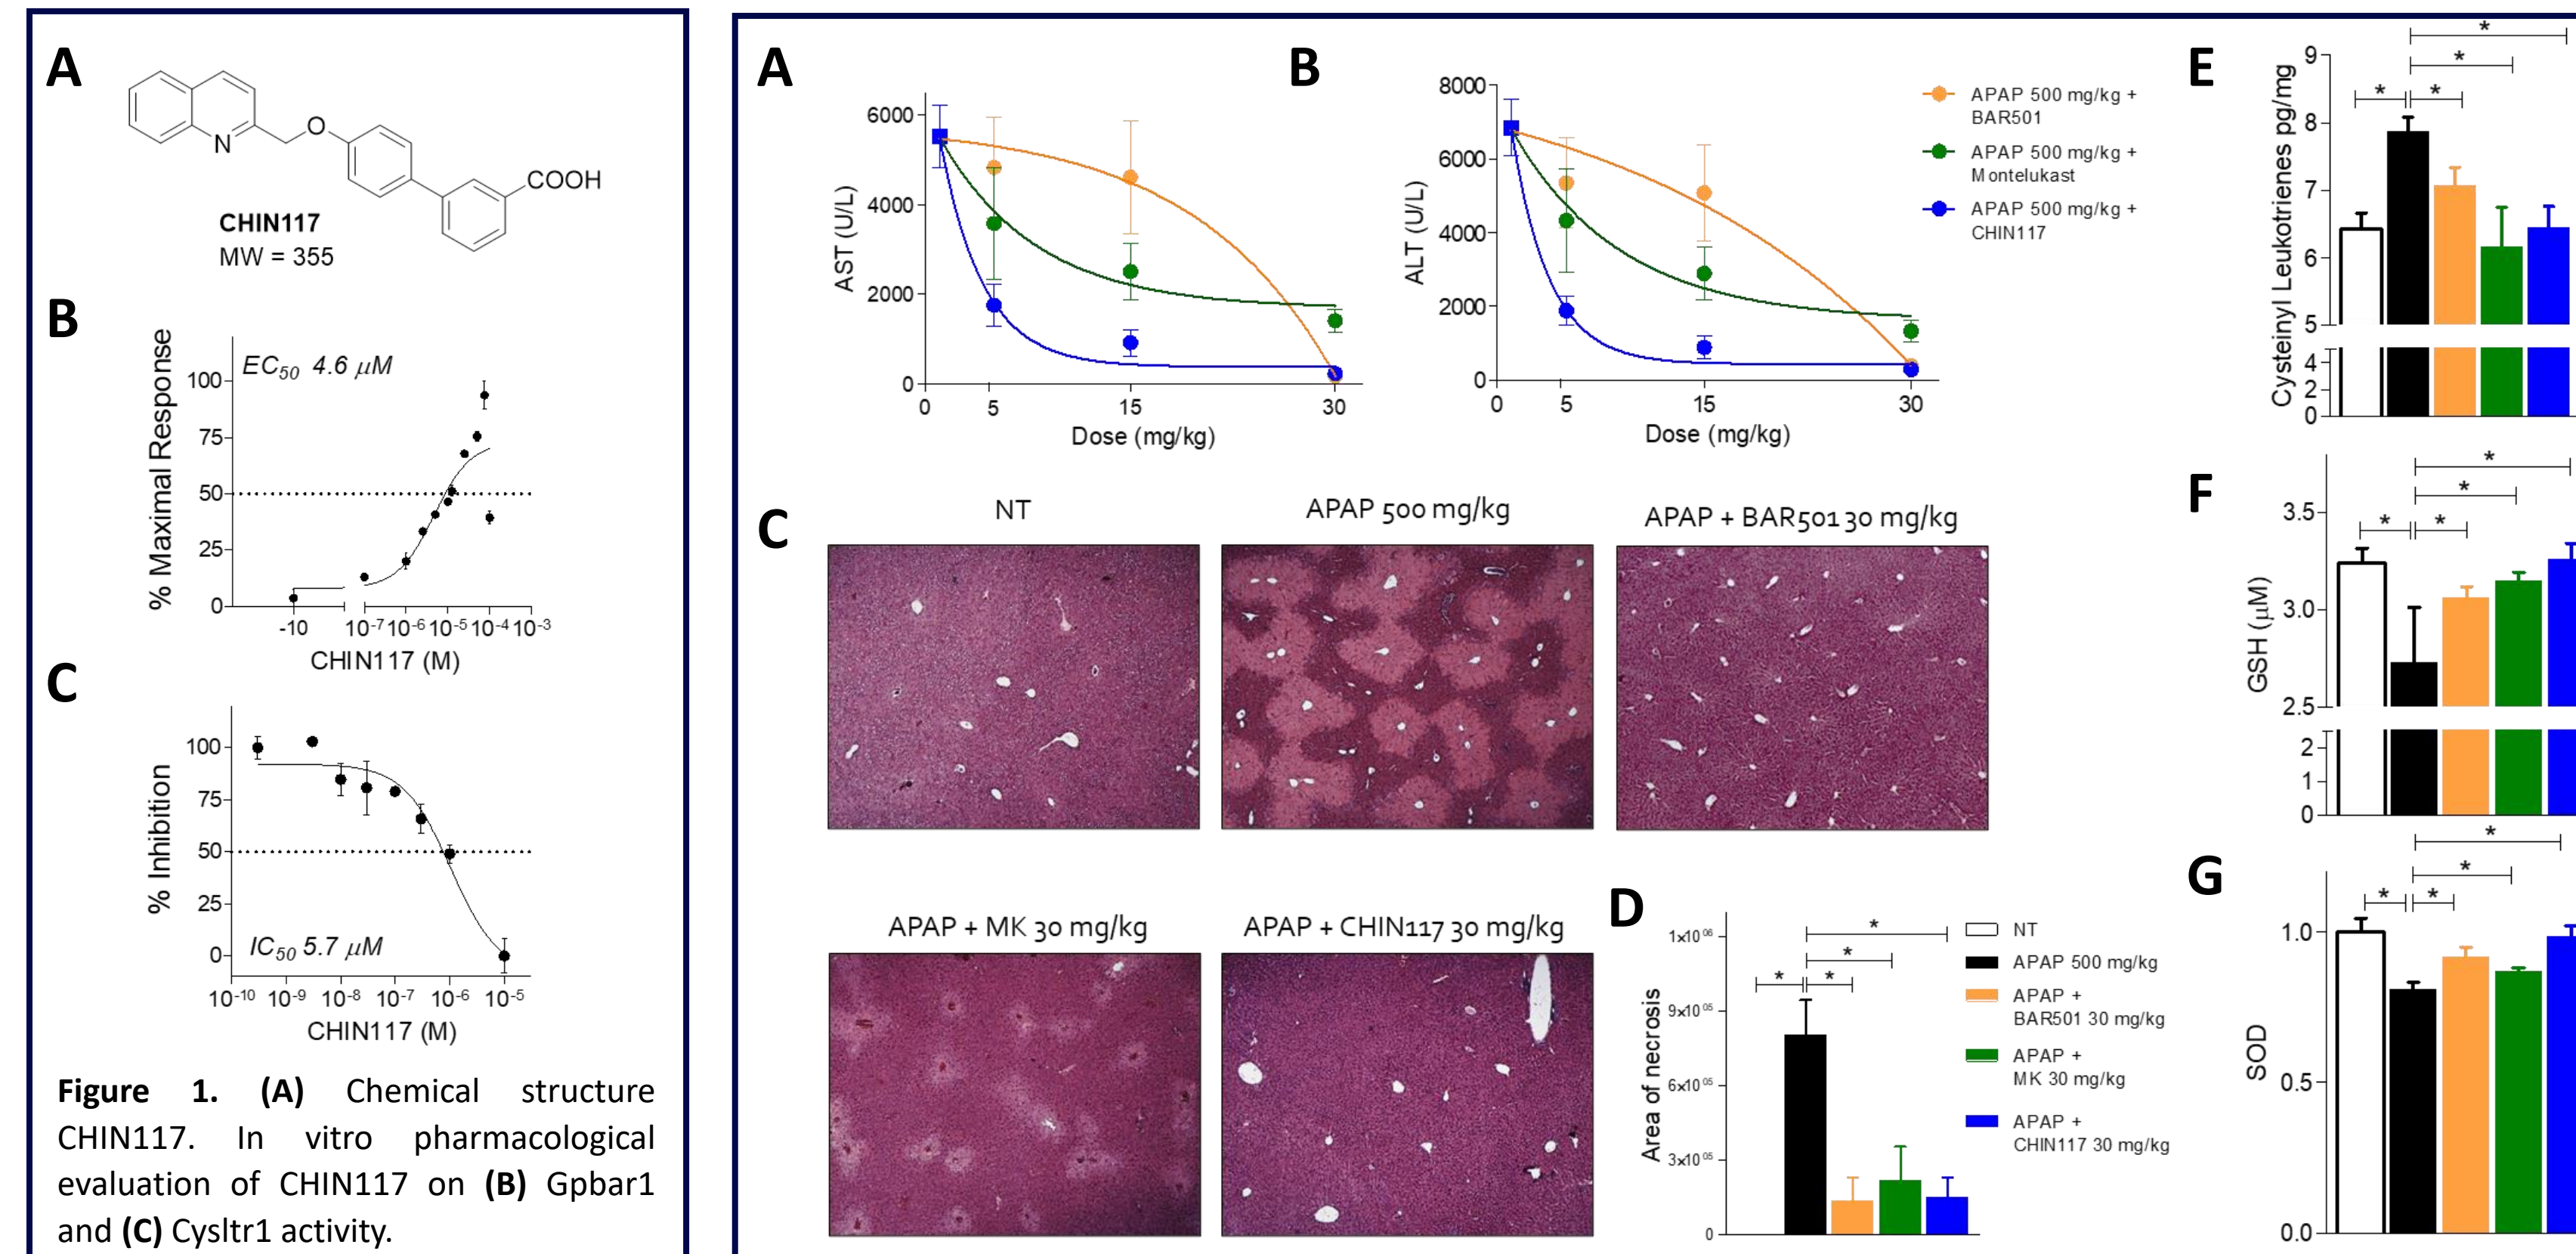 A
N
O
COOH
CHIN117
MW = 355
B
% Maximal Response
EC50 4.6 µM
100
75
50
25
0
-10
10-7 10-6 10-5 10-4 10-3
CHIN117 (M)
C
% Inhibition
100
75
50
25
0
IC50 5.7 µM
10-10 10-9 10-8 10-7 10-6 10-5
CHIN117 (M)
Figure 1. (A) Chemical structure
CHIN117. In vitro pharmacological
evaluation of CHIN117 on (B) Gpbar1
and (C) Cysltr1 activity.
A
AST (U/L)
6000
4000
2000
0
0 5 15 30
Dose (mg/kg)
B
ALT (U/L)
8000
6000
4000
2000
0
0 5 15 30
Dose (mg/kg)
APAP 500 mg/kg +
BAR501
APAP 500 mg/kg +
Montelukast
APAP 500 mg/kg +
CHIN117
C
NT
APAP 500 mg/kg
APAP + BAR501 30 mg/kg
APAP + MK 30 mg/kg
APAP + CHIN117 30 mg/kg
D
Area of necrosis
1x10 06
9x10 05
6x10 05
3x10 05
0
* * * *
NT
APAP 500 mg/kg
APAP +
BAR501 30 mg/kg
APAP +
MK 30 mg/kg
APAP +
CHIN117 30 mg/kg
E
Cysteinyl Leukotrienes pg/mg
9
8
7
6
5
4
2
0
* * * *
F
GSH (µM)
3.5
3.0
2.5
2
1
0
* * * *
G
SOD
1.0
0.5
0.0
* * * *